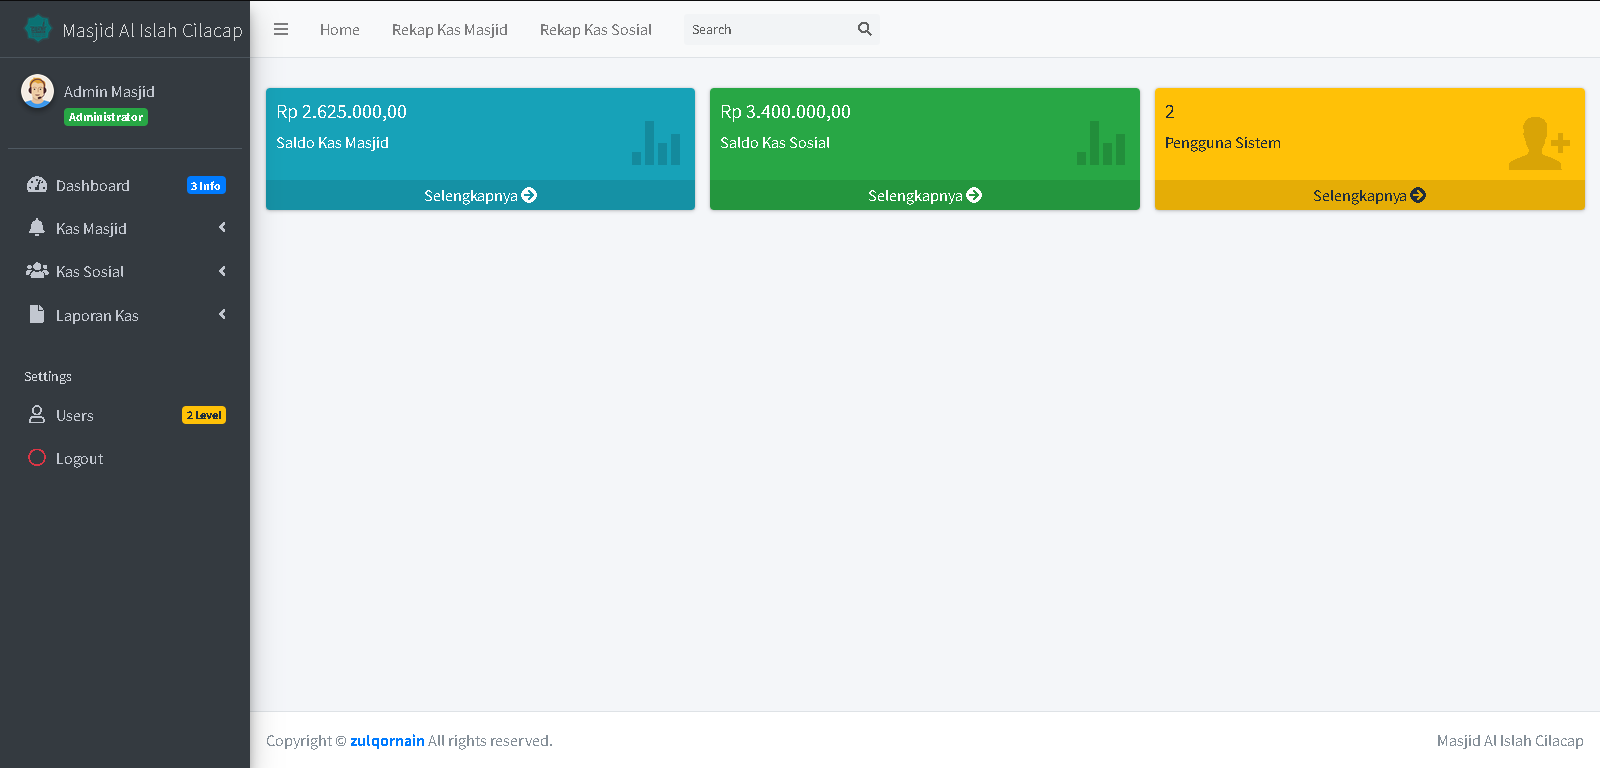 Masjid Al Islah Cilacap
Admin Masjid
Administrator
Dashboard
3 Info
Kas Masjid
Kas Sosial
Laporan Kas
Settings
Users
2 Level
Logout
Home
Rekap Kas Masjid
Rekap Kas Sosial
Search
Rp 2.625.000,00
Saldo Kas Masjid
Selengkapnya
Rp 3.400.000,00
Saldo Kas Sosial
Selengkapnya
2
Pengguna Sistem
Selengkapnya
Copyright © zulqornain All rights reserved.
Masjid Al Islah Cilacap